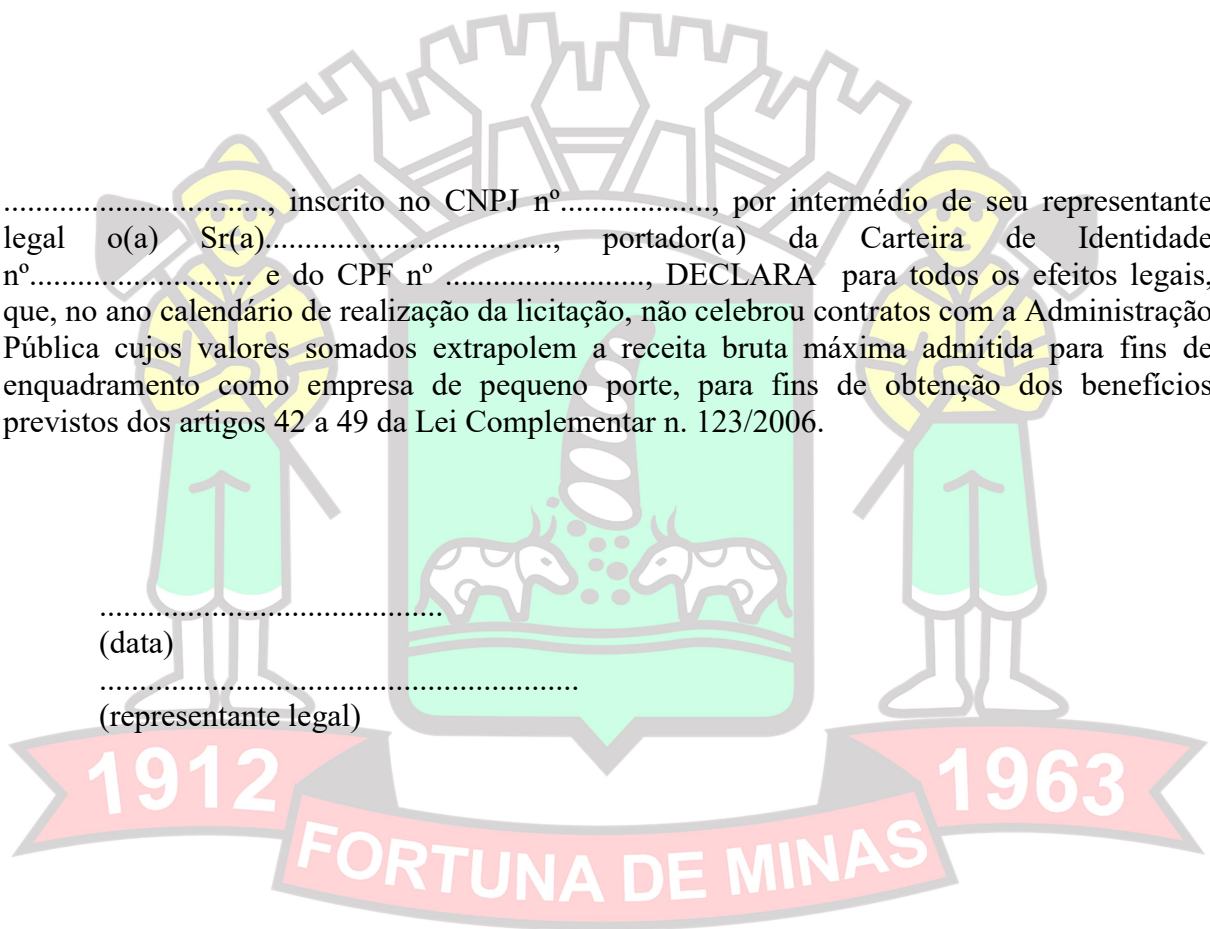 ................................., inscrito no CNPJ nº..................., por intermédio de seu representante
legal o(a) Sr(a)...................................., portador(a) da Carteira de Identidade
nº............................ e do CPF nº ........................., DECLARA para todos os efeitos legais,
que, no ano calendário de realização da licitação, não celebrou contratos com a Administração
Pública cujos valores somados extrapolem a receita bruta máxima admitida para fins de
enquadramento como empresa de pequeno porte, para fins de obtenção dos benefícios
previstos dos artigos 42 a 49 da Lei Complementar n. 123/2006.
...........................................
(data)
............................................................
(representante legal)
1912
1963
FORTUNA DE MINAS